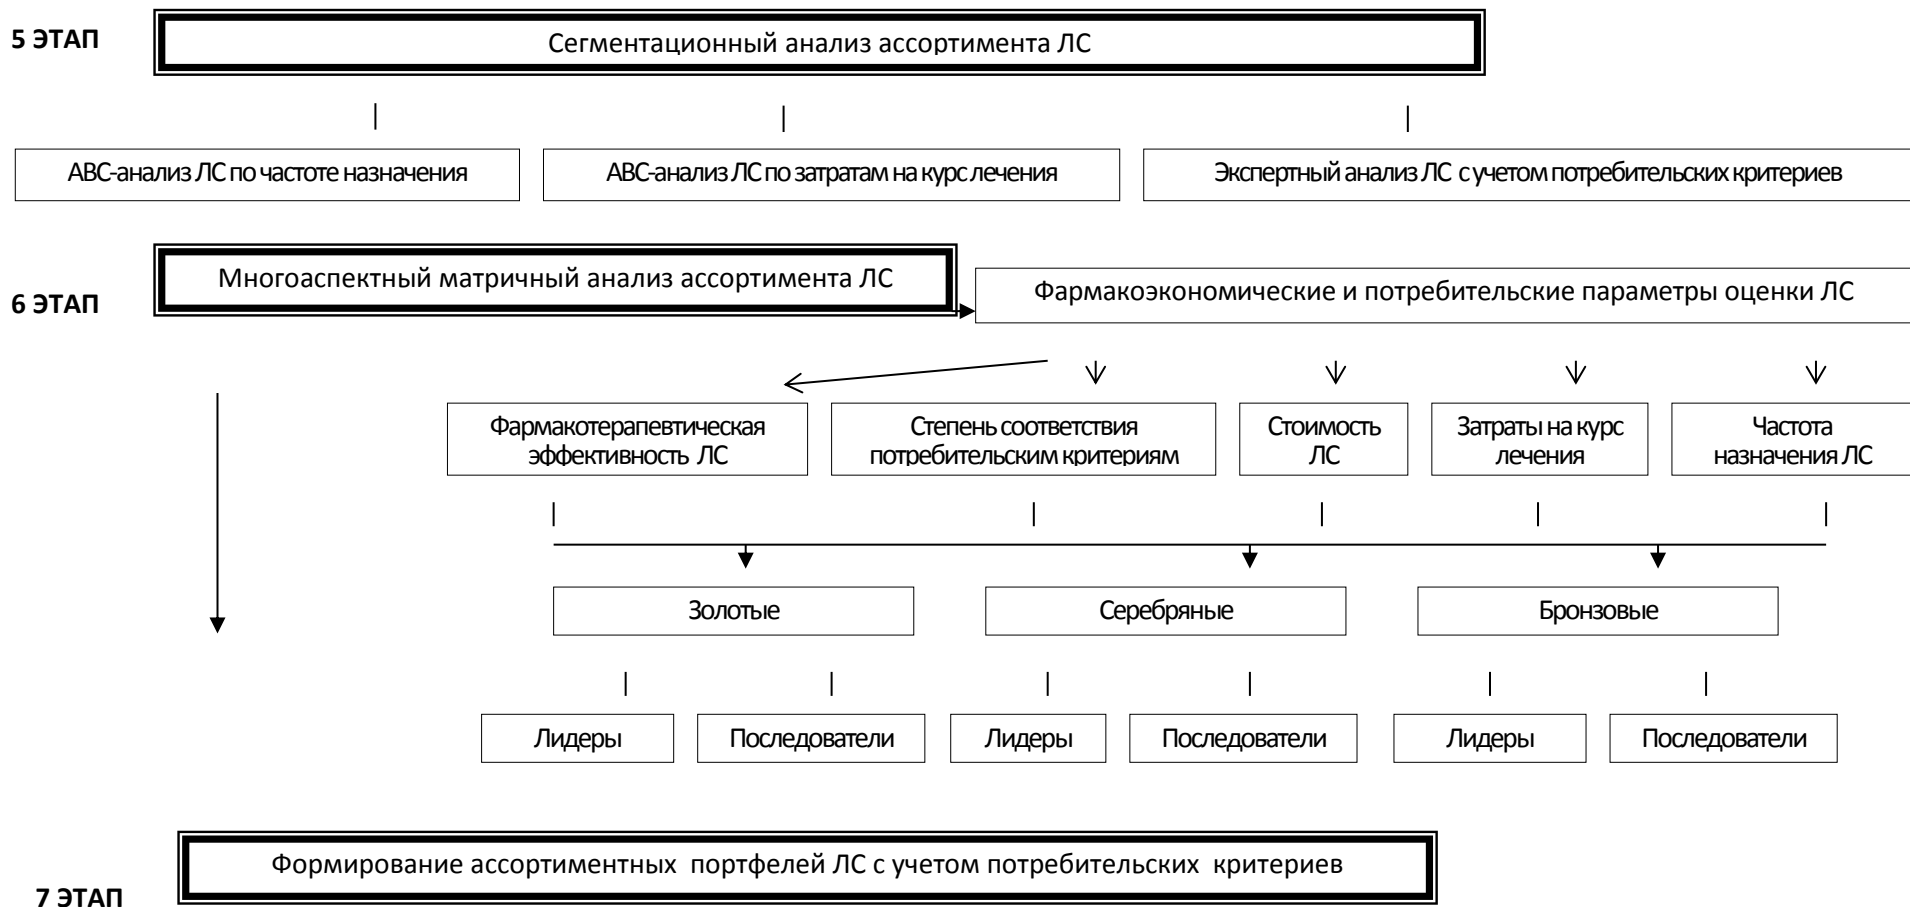 5 ЭТАП
Сегментационный анализ ассортимента ЛС
АВС-анализ ЛС по частоте назначения
АВС-анализ ЛС по затратам на курс лечения
Экспертный анализ ЛС с учетом потребительских критериев
6 ЭТАП
Многоаспектный матричный анализ ассортимента ЛС
Фармакоэкономические и потребительские параметры оценки ЛС
Фармакотерапевтическая
эффективность ЛС
Степень соответствия
потребительским критериям
Стоимость
ЛС
Затраты на курс
лечения
Частота
назначения ЛС
Золотые
Серебряные
Бронзовые
Лидеры
Последователи
Лидеры
Последователи
Лидеры
Последователи
Формирование ассортиментных портфелей ЛС с учетом потребительских критериев
7 ЭТАП